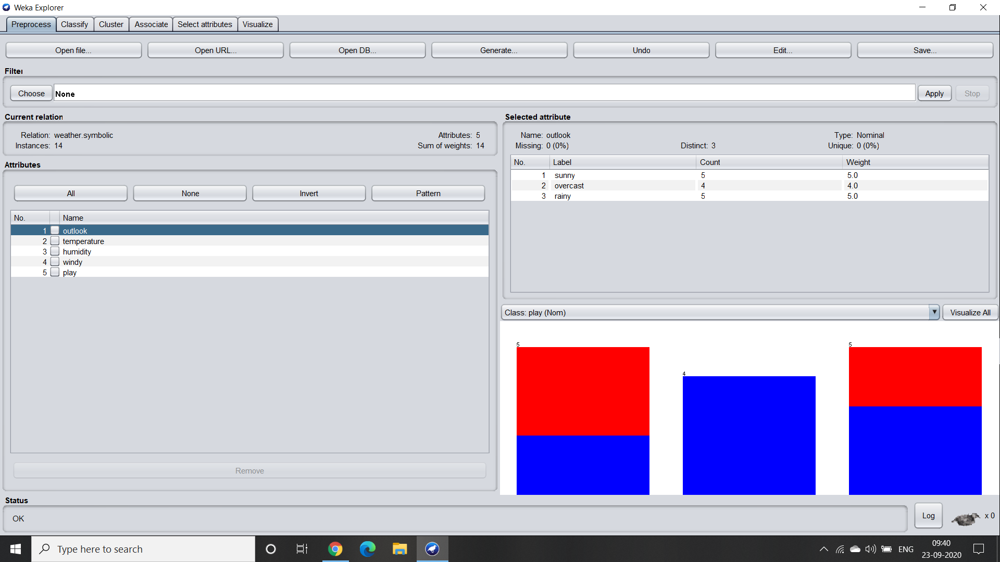 Weka Explorer
Preprocess Classify Cluster Associate Select attributes Visualize
Open file... Open URL... Open DB... Generate... Undo Edit... Save...
Filter
Choose None Apply Stop
Current relation
Relation: weather.symbolic Attributes: 5
Instances: 14 Sum of weights: 14
Attributes
All None Invert Pattern
No. Name
1 outlook
2 temperature
3 humidity
4 windy
5 play
Remove
Selected attribute
Name: outlook Type: Nominal
Missing: 0 (0%) Distinct: 3 Unique: 0 (0%)
No. Label Count Weight
1 sunny 5 5.0
2 overcast 4 4.0
3 rainy 5 5.0
Class: play (Nom) Visualize All
5 4 5
Status
OK Log x 0
Type here to search ENG 09:40
23-09-2020